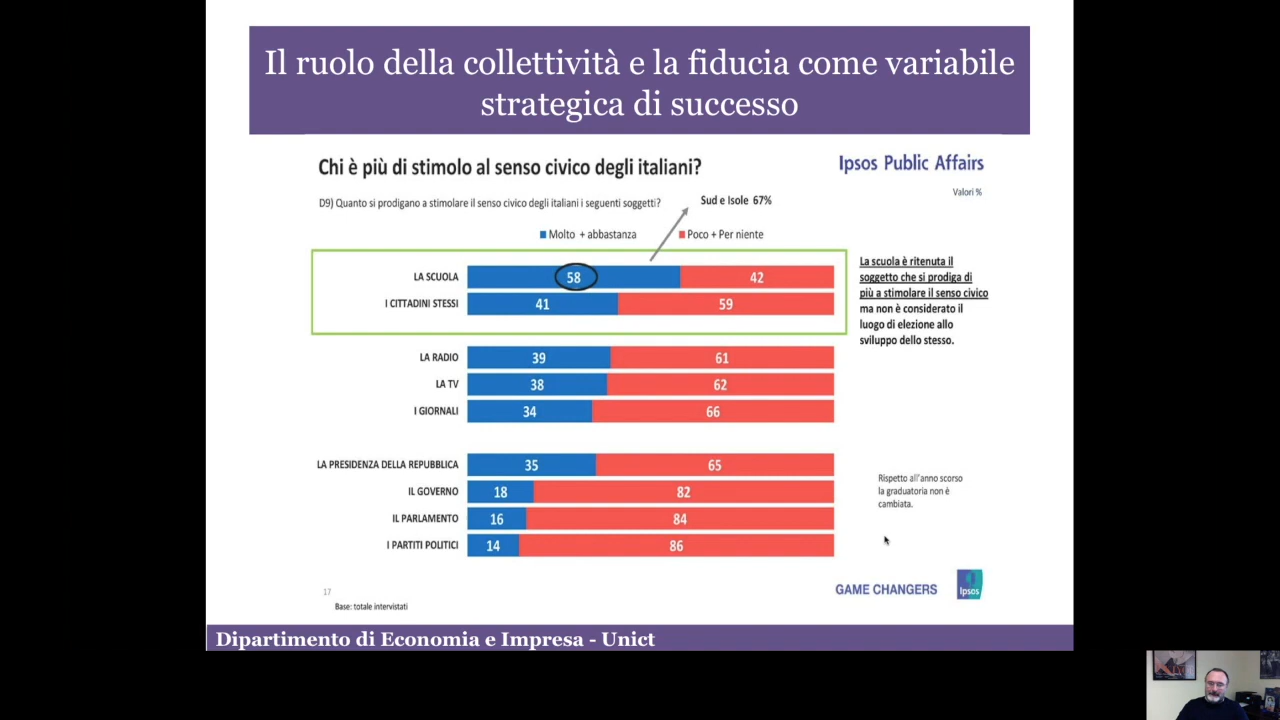 Il ruolo della collettività e la fiducia come variabile
strategica di successo
Chi è più di stimolo al senso civico degli italiani?
Ipsos Public Affairs
Valori %
D9) Quanto si prodigano a stimolare il senso civico degli italiani i seguenti soggetti?
Sud e Isole 67%
Molto + abbastanza
Poco + Per niente
LA SCUOLA 58 42
I CITTADINI STESSI 41 59
LA RADIO 39 61
LA TV 38 62
I GIORNALI 34 66
LA PRESIDENZA DELLA REPUBBLICA 35 65
IL GOVERNO 18 82
IL PARLAMENTO 16 84
I PARTITI POLITICI 14 86
La scuola è ritenuta il
soggetto che si prodiga di
più a stimolare il senso civico
ma non è considerato il
luogo di elezione allo
sviluppo dello stesso.
Rispetto all'anno scorso
la graduatoria non è
cambiata.
17
Base: totale intervistati
GAME CHANGERS
Ipsos
Dipartimento di Economia e Impresa - Unict